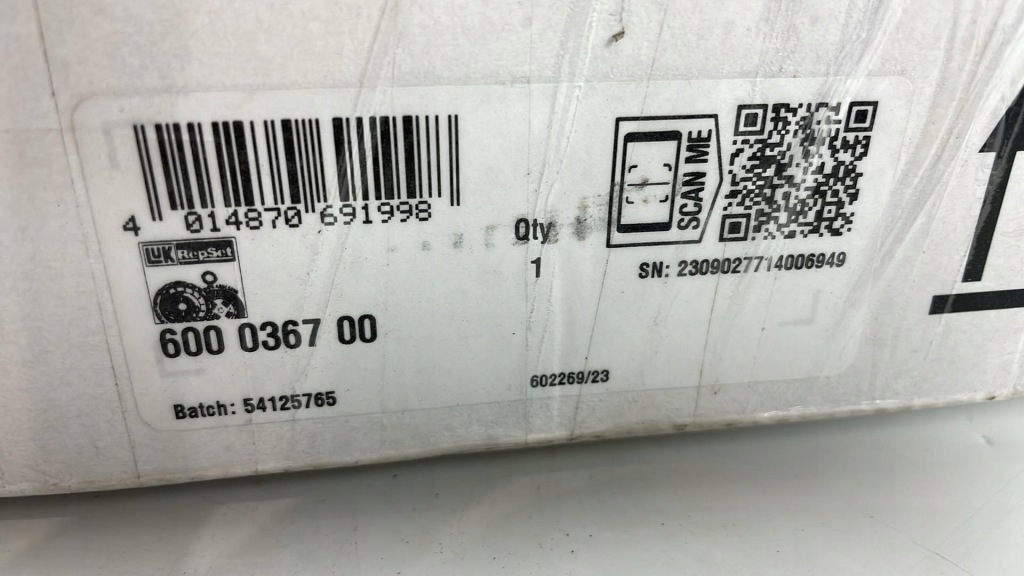 4 014870 691998
LUK RepSet
600 0367 00
Batch: 54125765
Qty
1
602269/23
SCAN ME
SN: 2309027714006949